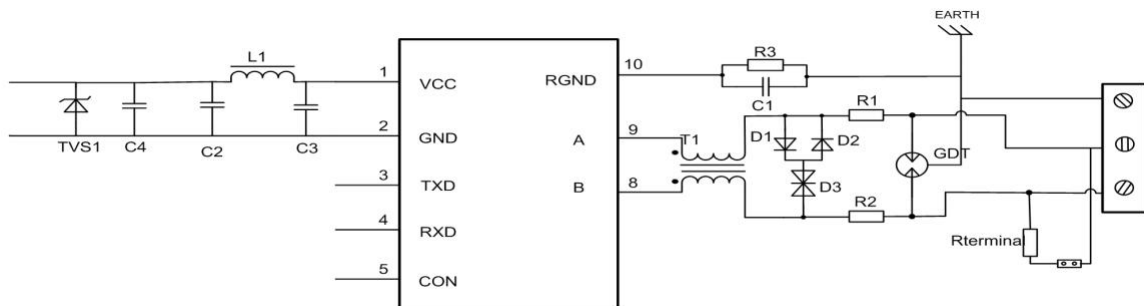 EARTH
L1
R3
1
VCC
10
RGND
C1
R1
TVS1
C4
C2
C3
2
GND
9
A
T1
D1
D2
GDT
3
TXD
8
B
D3
R2
4
RXD
Rterminal
5
CON